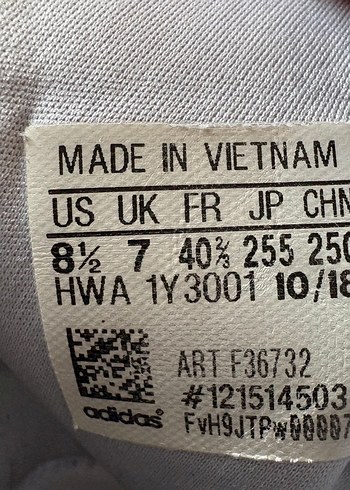 MADE IN VIETNAM
US UK FR JP CHN
8½ 7 40⅔ 255 250
HWA 1Y3001 10/18
ART F36732
#121514503
adidas®